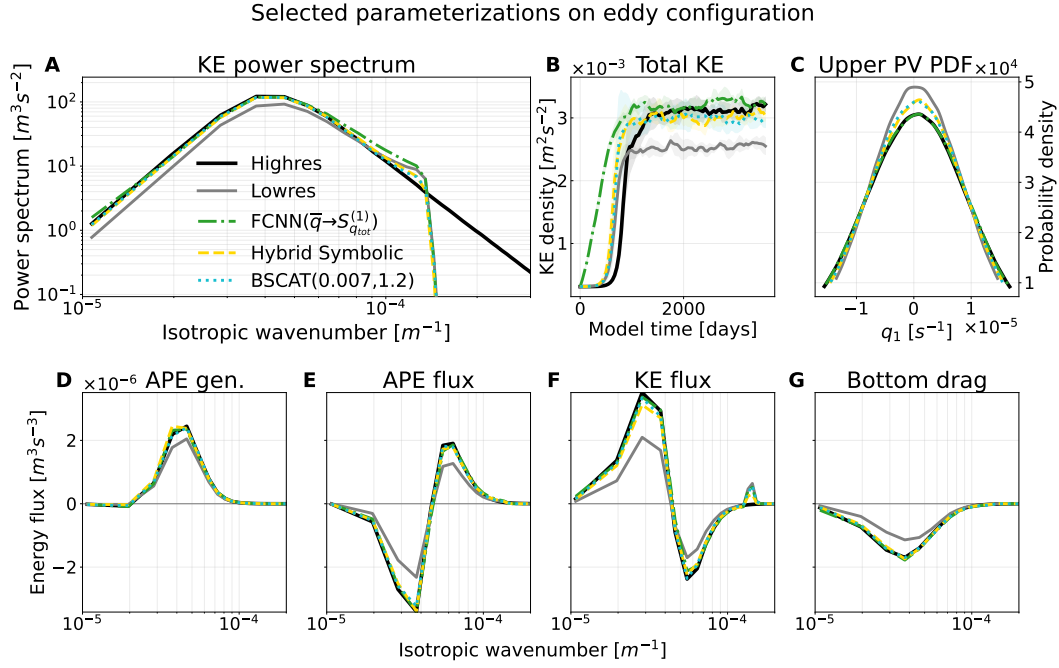 Selected parameterizations on eddy configuration
A KE power spectrum
Power spectrum [m³s⁻²]
10²
10¹
10⁰
10⁻¹
Highres
Lowres
FCNN(q̅→S_{q_{tot}}^{(1)})
Hybrid Symbolic
BSCAT(0.007,1.2)
10⁻⁵ 10⁻⁴
Isotropic wavenumber [m⁻¹]
B ×10⁻³ Total KE
KE density [m²s⁻²]
3
2
1
0 2000
Model time [days]
C Upper PV PDF ×10⁴
5
4
3
2
1
Probability density
−1 0 1
q₁ [s⁻¹] ×10⁻⁵
D ×10⁻⁶ APE gen.
Energy flux [m³s⁻³]
2
0
−2
10⁻⁵ 10⁻⁴
E APE flux
10⁻⁵ 10⁻⁴
F KE flux
10⁻⁵ 10⁻⁴
G Bottom drag
10⁻⁵ 10⁻⁴
Isotropic wavenumber [m⁻¹]